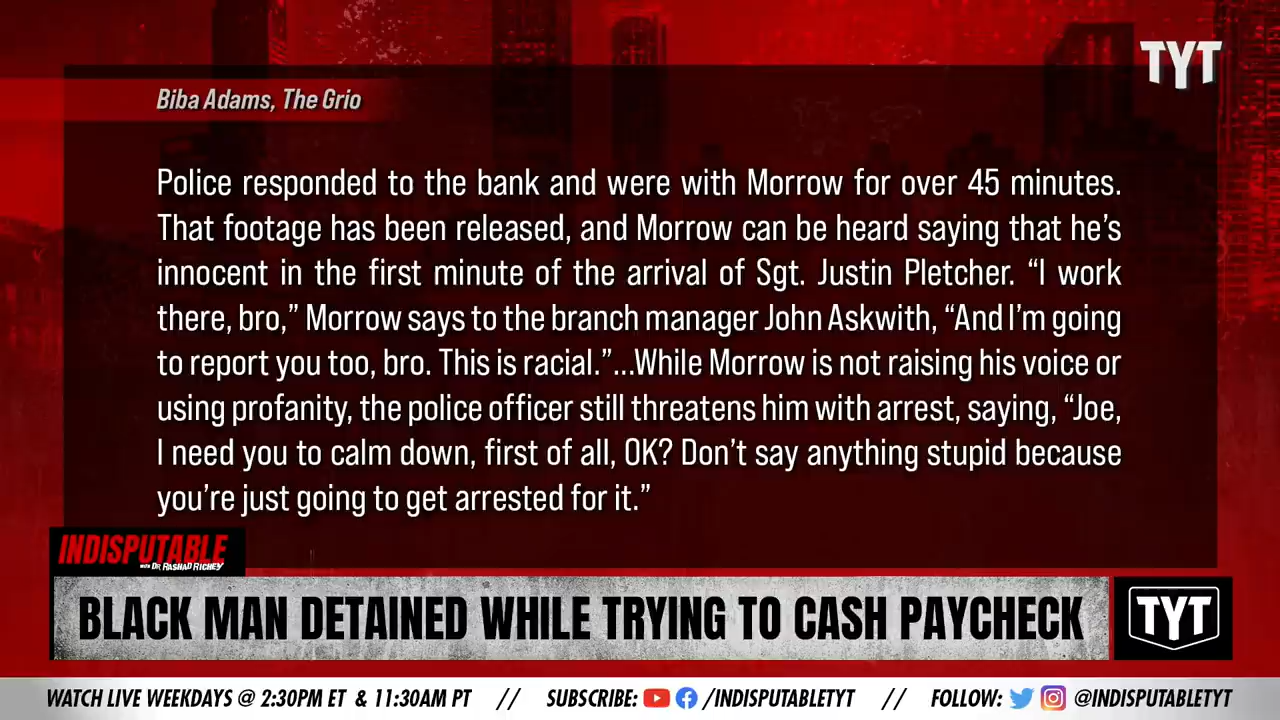 TYT
Biba Adams, The Grio
Police responded to the bank and were with Morrow for over 45 minutes.
That footage has been released, and Morrow can be heard saying that he’s
innocent in the first minute of the arrival of Sgt. Justin Pletcher. “I work
there, bro,” Morrow says to the branch manager John Askwith, “And I’m going
to report you too, bro. This is racial.”...While Morrow is not raising his voice or
using profanity, the police officer still threatens him with arrest, saying, “Joe,
I need you to calm down, first of all, OK? Don’t say anything stupid because
you’re just going to get arrested for it.”
INDISPUTABLE
WITH DR. RASHAD RICHEY
BLACK MAN DETAINED WHILE TRYING TO CASH PAYCHECK
TYT
WATCH LIVE WEEKDAYS @ 2:30PM ET & 11:30AM PT // SUBSCRIBE: /INDISPUTABLETYT // FOLLOW: @INDISPUTABLETYT